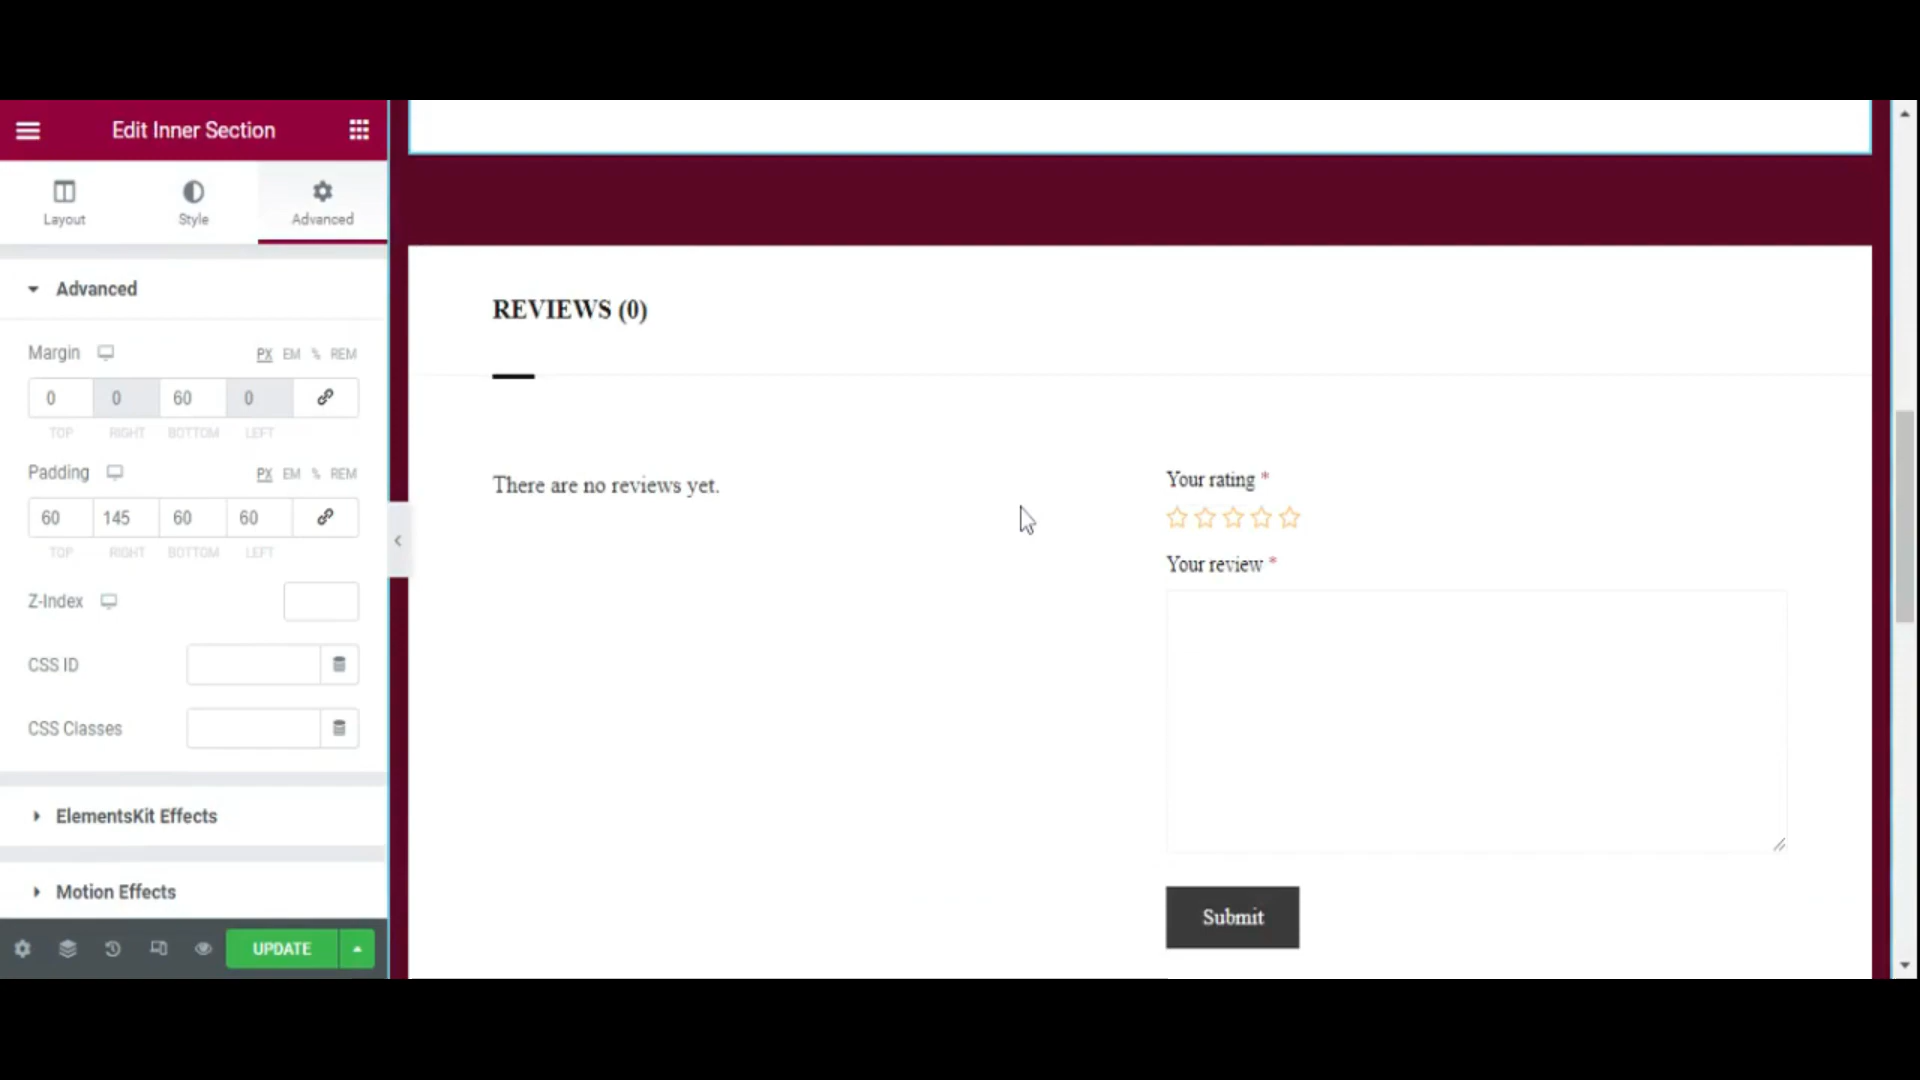 Edit Inner Section
Layout
Style
Advanced
Advanced
Margin
PX EM % REM
0 0 60 0
TOP RIGHT BOTTOM LEFT
Padding
PX EM % REM
60 145 60 60
TOP RIGHT BOTTOM LEFT
Z-Index
CSS ID
CSS Classes
ElementsKit Effects
Motion Effects
UPDATE
REVIEWS (0)
There are no reviews yet.
Your rating *
Your review *
Submit